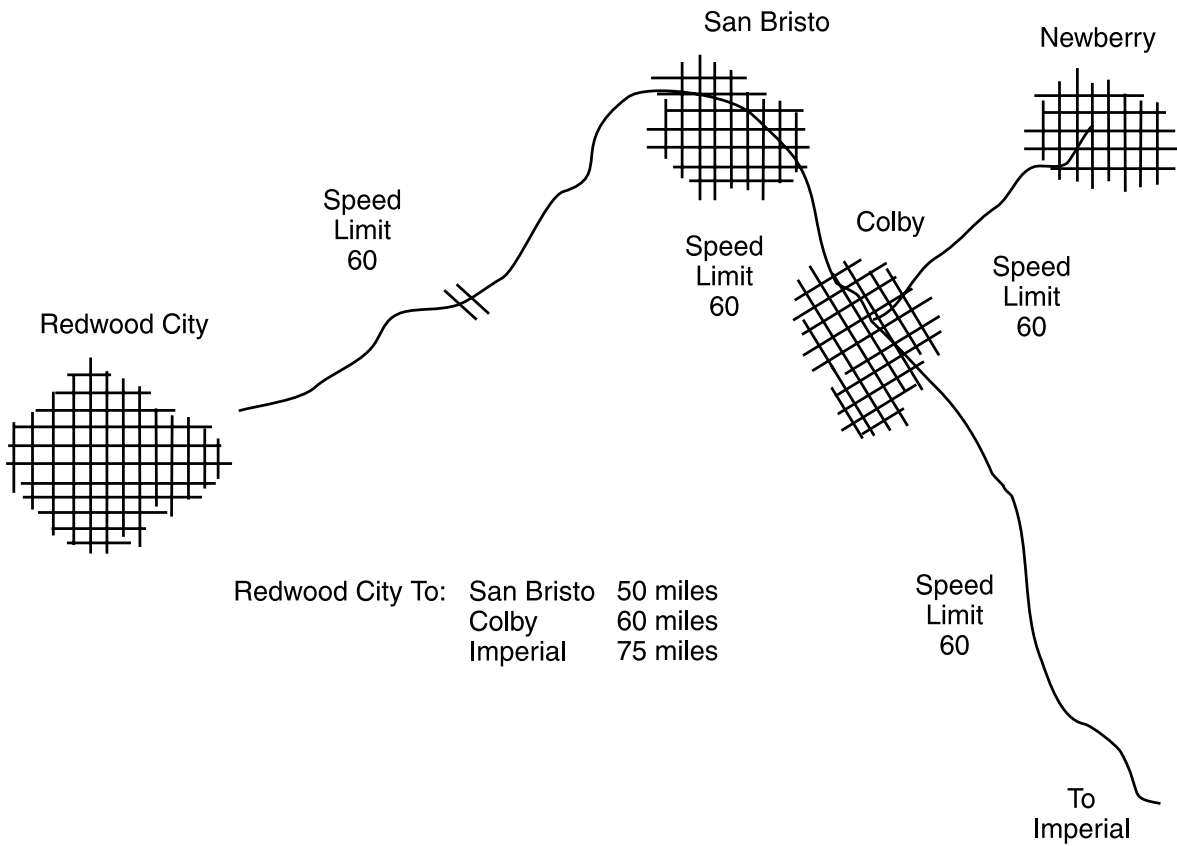 San Bristo
Newberry
Speed
Limit
60
Colby
Speed
Limit
60
Speed
Limit
60
Redwood City
Redwood City To: San Bristo 50 miles
Colby 60 miles
Imperial 75 miles
Speed
Limit
60
To
Imperial